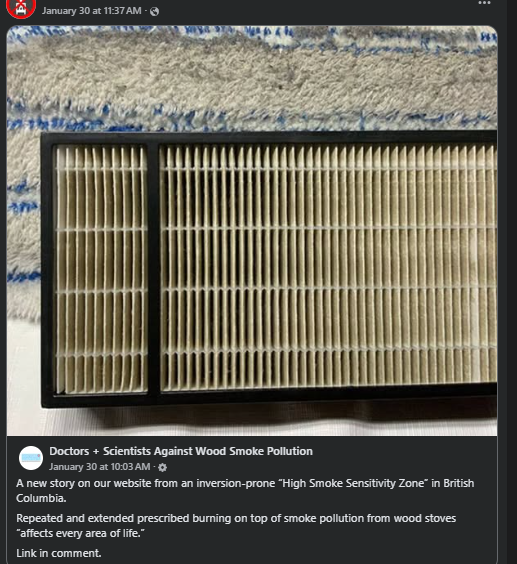 January 30 at 11:37 AM ·
Doctors + Scientists Against Wood Smoke Pollution
January 30 at 10:03 AM ·
A new story on our website from an inversion-prone "High Smoke Sensitivity Zone" in British
Columbia.
Repeated and extended prescribed burning on top of smoke pollution from wood stoves
"affects every area of life."
Link in comment.